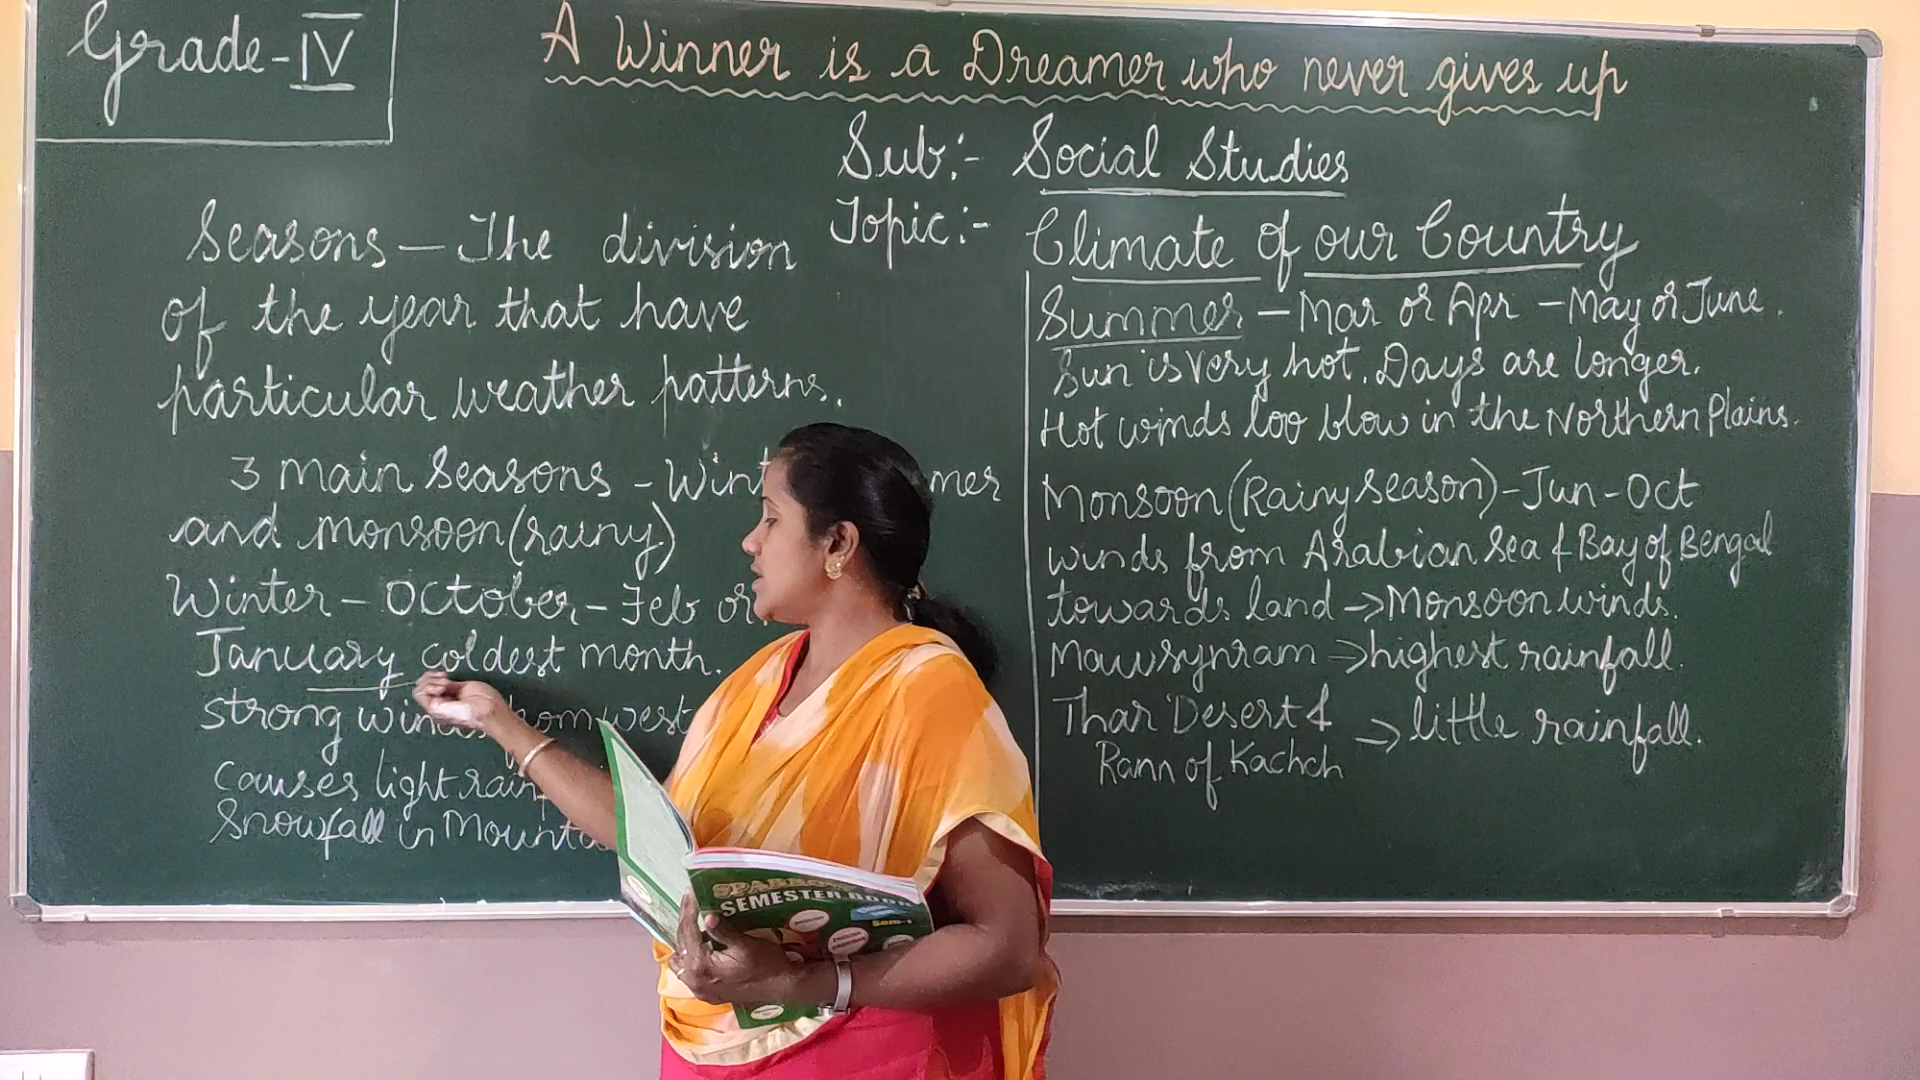 Grade-IV
A Winner is a Dreamer who never gives up
Sub:- Social Studies
Topic:- Climate of our Country
Seasons — The division
of the year that have
particular weather patterns.
3 main Seasons - Wint mer
and monsoon (rainy)
Winter - October - Feb or
January coldest month.
strong win from west
Causes light rainf
Snowfall in Mounta
Summer - Mar or Apr - May or June.
Sun is very hot. Days are longer.
Hot winds loo blow in the Northern Plains.
Monsoon (Rainy season) - Jun - Oct
winds from Arabian Sea & Bay of Bengal
towards land → Monsoon winds.
Mawsynram → highest rainfall.
Thar Desert & → little rainfall.
Rann of Kachch
SEMESTER BOOK
Sem-1